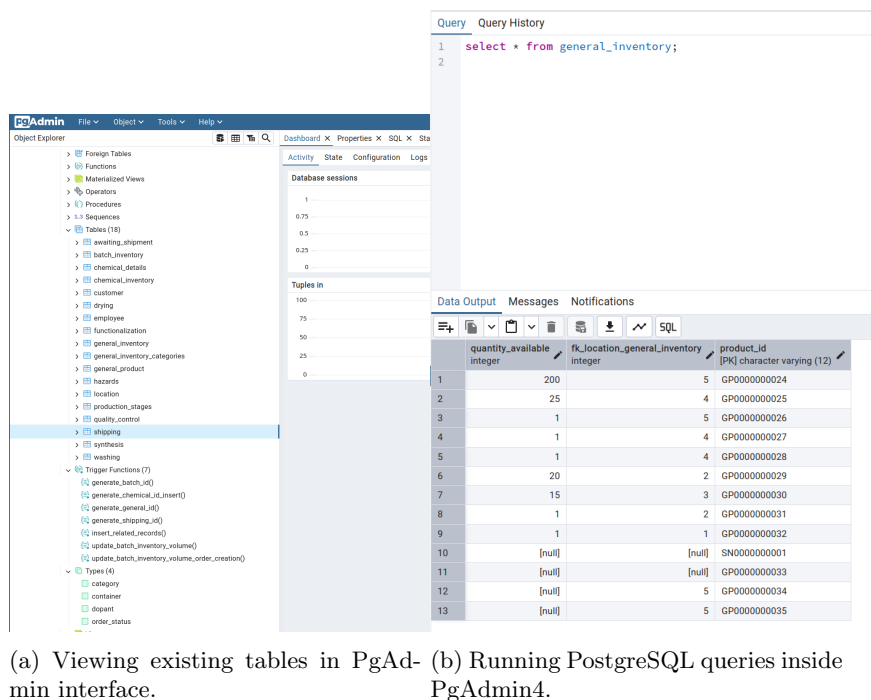 Query Query History
1 select * from general_inventory;
2
pgAdmin File Object Tools Help
Object Explorer
Dashboard × Properties × SQL × Sta
Activity State Configuration Logs
Foreign Tables
Functions
Materialized Views
Operators
Procedures
1..3 Sequences
Tables (18)
awaiting_shipment
batch_inventory
chemical_details
chemical_inventory
customer
drying
employee
functionalization
general_inventory
general_inventory_categories
general_product
hazards
location
production_stages
quality_control
shipping
synthesis
washing
Trigger Functions (7)
generate_batch_id()
generate_chemical_id_insert()
generate_general_id()
generate_shipping_id()
insert_related_records()
update_batch_inventory_volume()
update_batch_inventory_volume_order_creation()
Types (4)
category
container
dopant
order_status
Database sessions
1
0.75
0.5
0.25
0
Tuples in
100
75
50
25
0
Data Output Messages Notifications
SQL
quantity_available fk_location_general_inventory product_id
integer integer [PK] character varying (12)
1 200 5 GP0000000024
2 25 4 GP0000000025
3 1 5 GP0000000026
4 1 4 GP0000000027
5 1 4 GP0000000028
6 20 2 GP0000000029
7 15 3 GP0000000030
8 1 2 GP0000000031
9 1 1 GP0000000032
10 [null] [null] SN0000000001
11 [null] [null] GP0000000033
12 [null] 5 GP0000000034
13 [null] 5 GP0000000035
(a) Viewing existing tables in PgAd-
min interface.
(b) Running PostgreSQL queries inside
PgAdmin4.